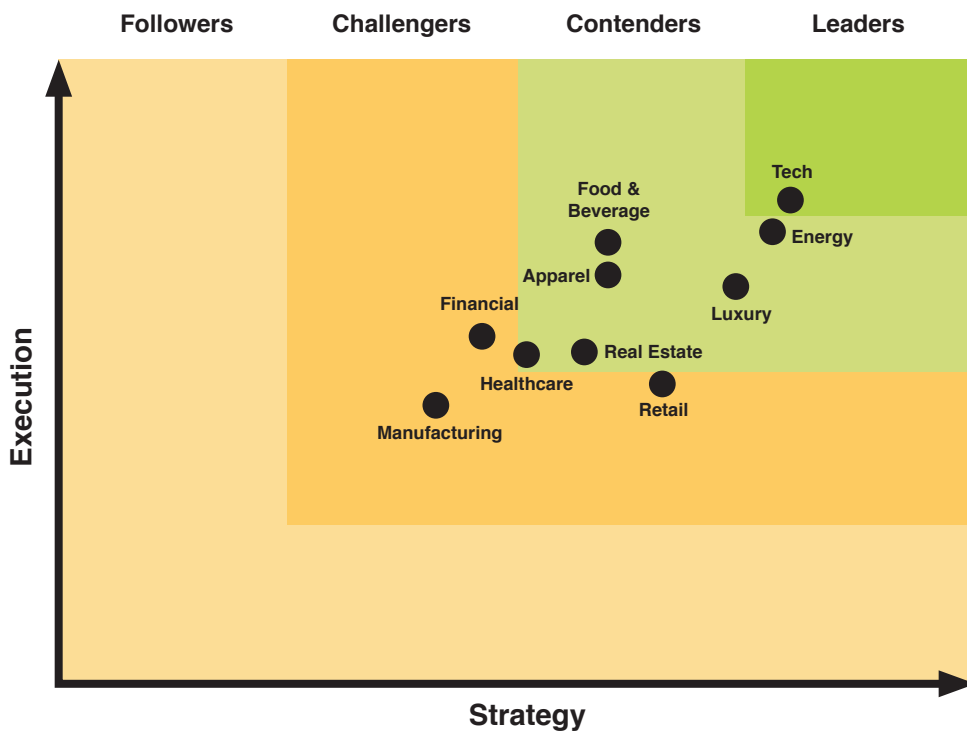 Followers
Challengers
Contenders
Leaders
Tech
Food &
Beverage
Energy
Apparel
Financial
Luxury
Real Estate
Healthcare
Retail
Manufacturing
Execution
Strategy